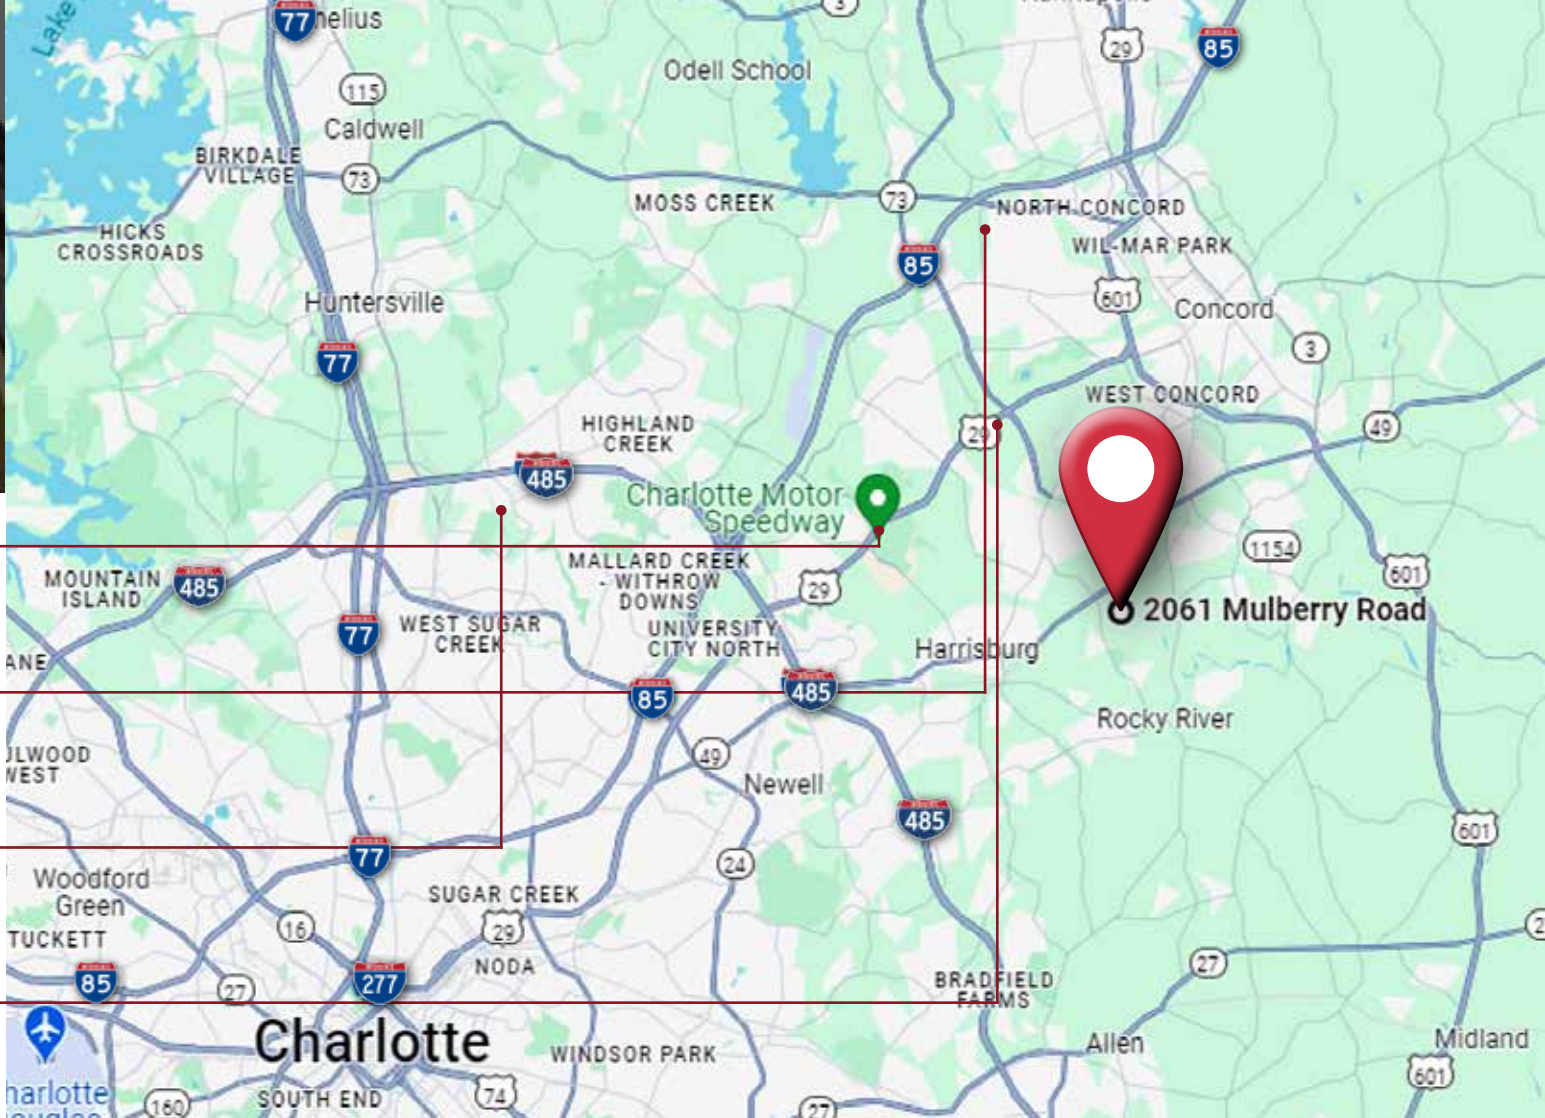 Lake
77
nelius
3
29
85
Odell School
115
Caldwell
BIRKDALE
VILLAGE
73
MOSS CREEK
73
NORTH CONCORD
HICKS
CROSSROADS
WIL-MAR PARK
85
601
Concord
Huntersville
3
77
WEST CONCORD
HIGHLAND
CREEK
29
49
485
Charlotte Motor
Speedway
1154
MALLARD CREEK
- WITHROW
DOWNS
MOUNTAIN
ISLAND
485
29
601
2061 Mulberry Road
77
WEST SUGAR
CREEK
UNIVERSITY
CITY NORTH
Harrisburg
ANE
85
485
Rocky River
49
ULWOOD
WEST
Newell
485
601
77
24
Woodford
Green
SUGAR CREEK
16
29
TUCKETT
NODA
27
85
27
277
BRADFIELD
FARMS
Charlotte
WINDSOR PARK
Allen
Midland
601
harlotte
ouglas
160
SOUTH END
74
27